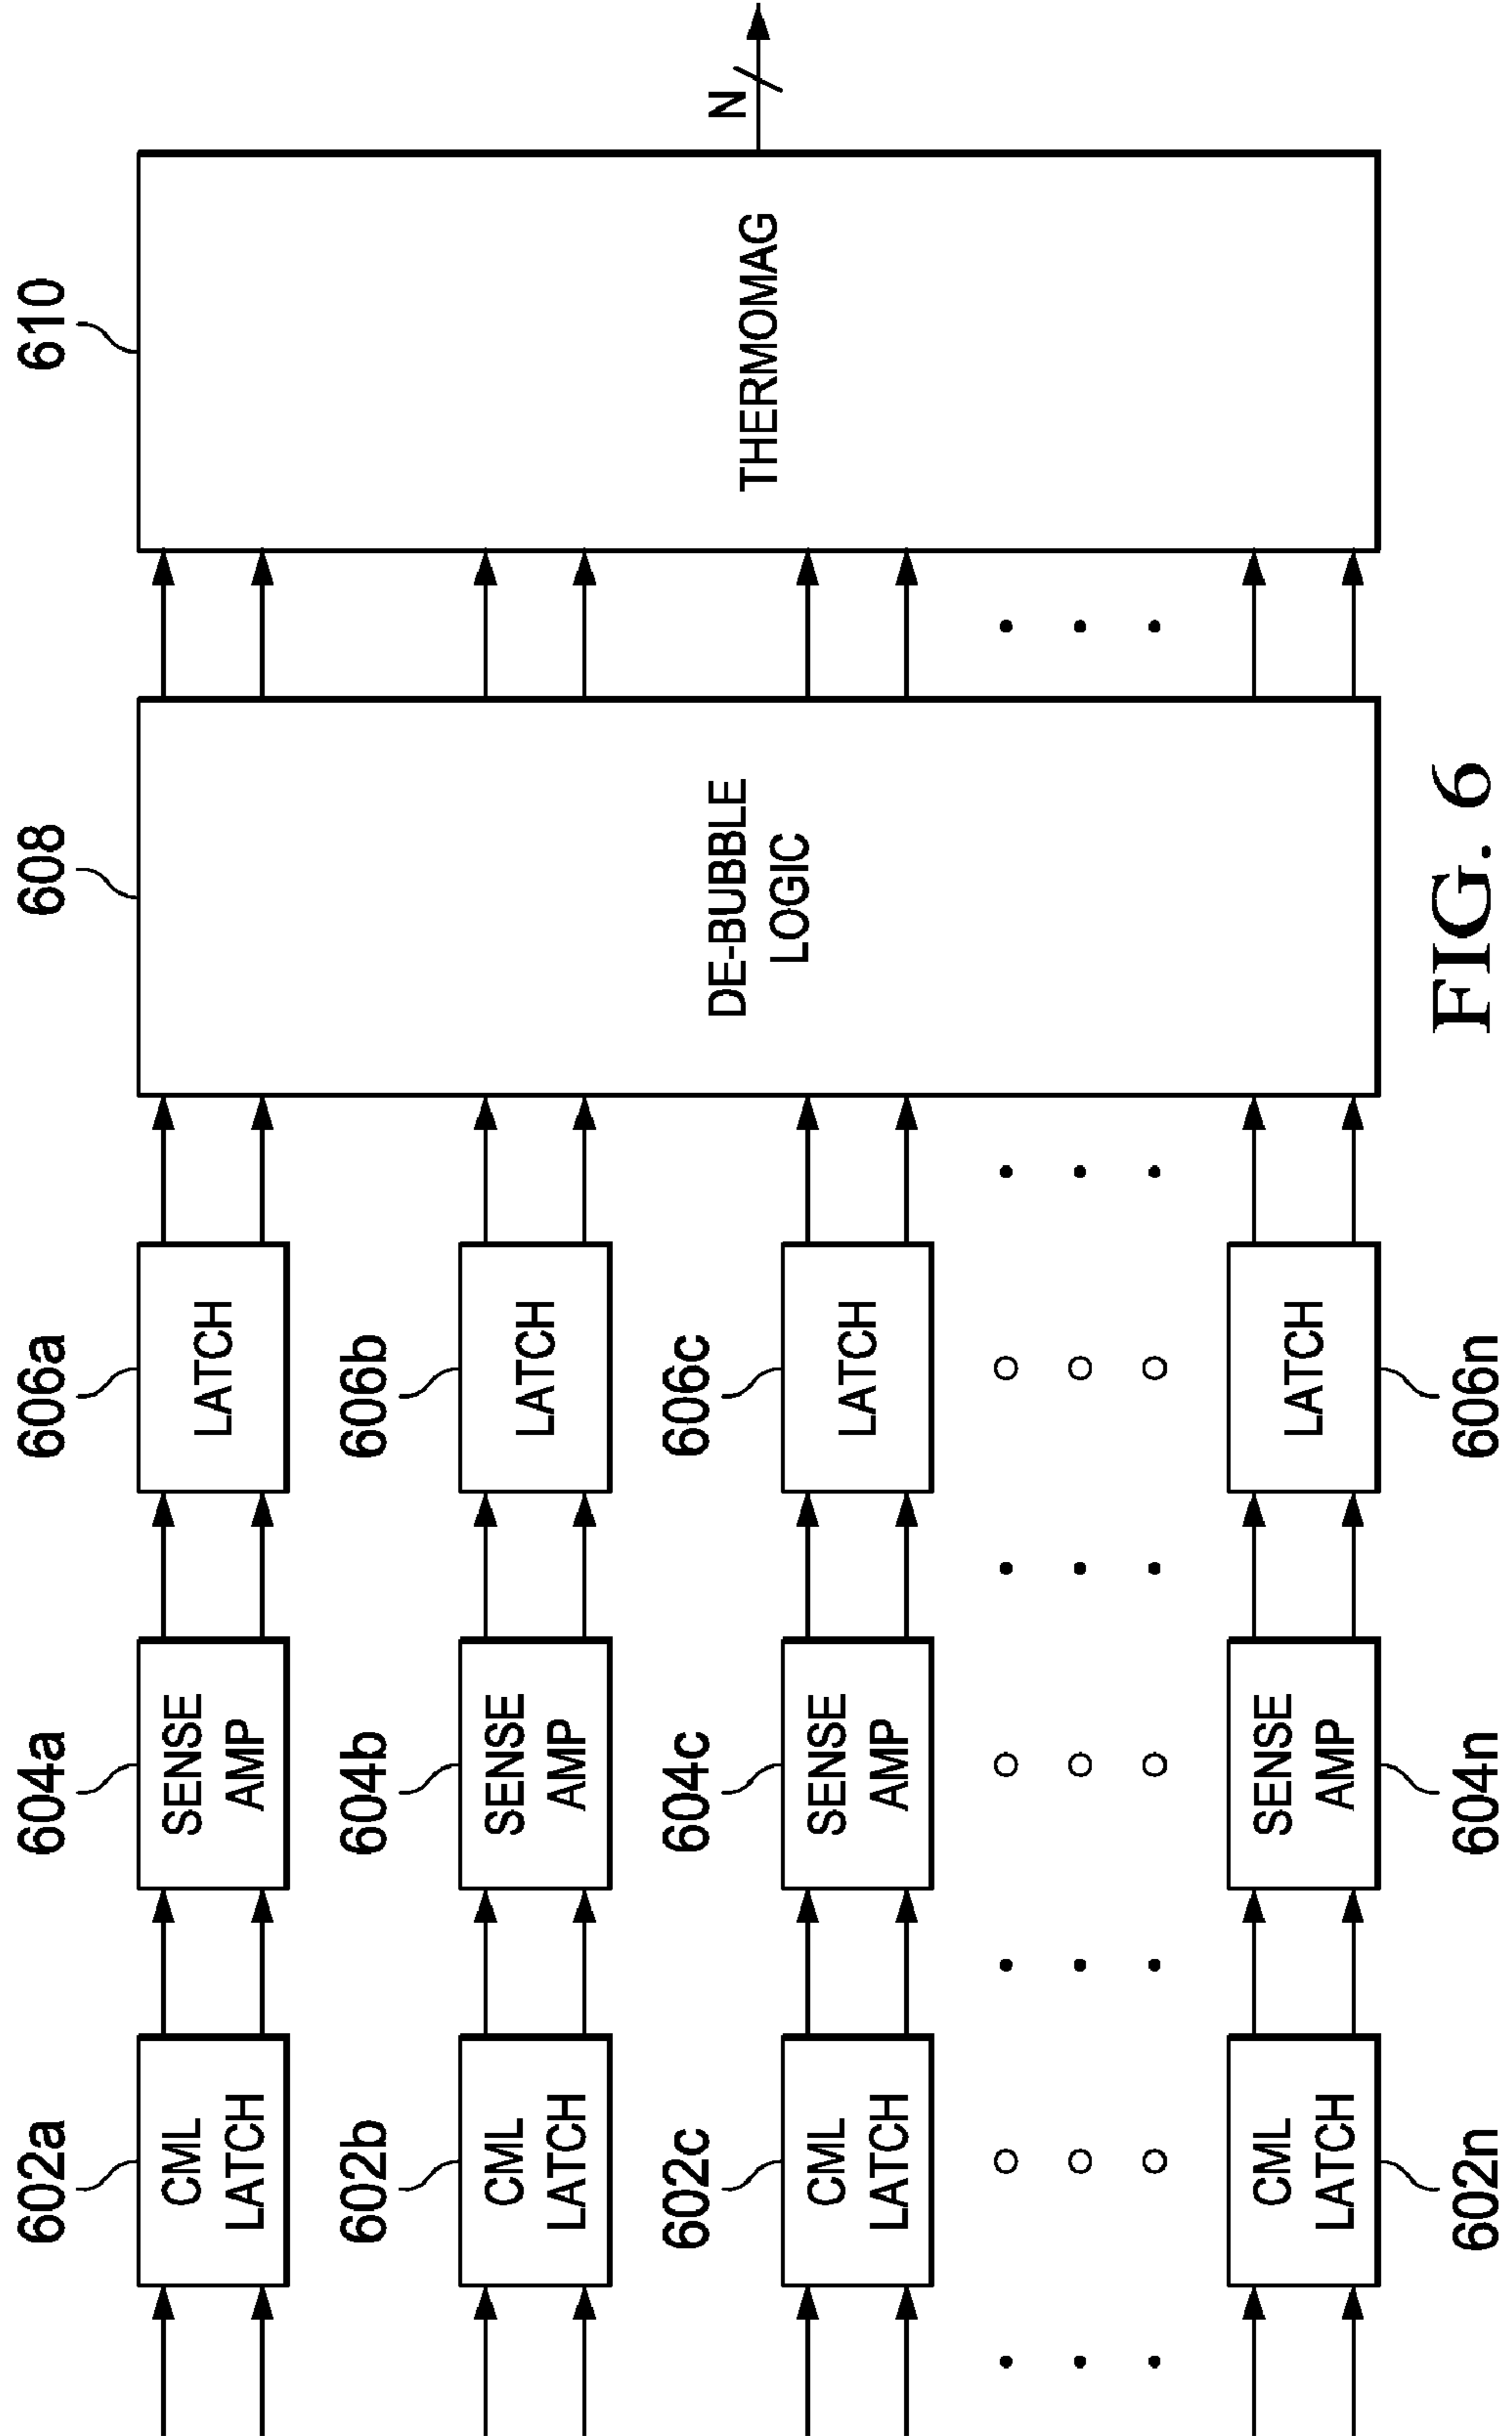 602a
604a
606a
608
610
CML
LATCH
SENSE
AMP
LATCH
602b
604b
606b
CML
LATCH
SENSE
AMP
LATCH
DE-BUBBLE
LOGIC
THERMOMAG
N
602c
604c
606c
CML
LATCH
SENSE
AMP
LATCH
CML
LATCH
SENSE
AMP
LATCH
602n
604n
606n
FIG. 6